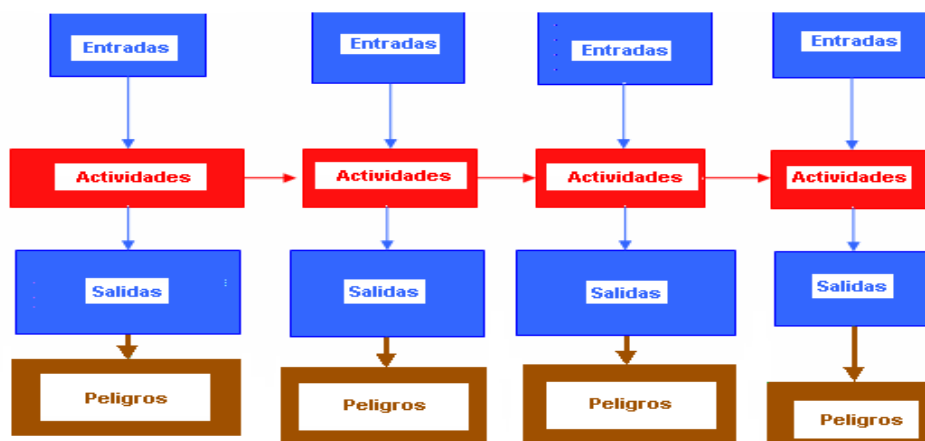 Entradas
Entradas
Entradas
Entradas
Actividades
Actividades
Actividades
Actividades
Salidas
Salidas
Salidas
Salidas
Peligros
Peligros
Peligros
Peligros